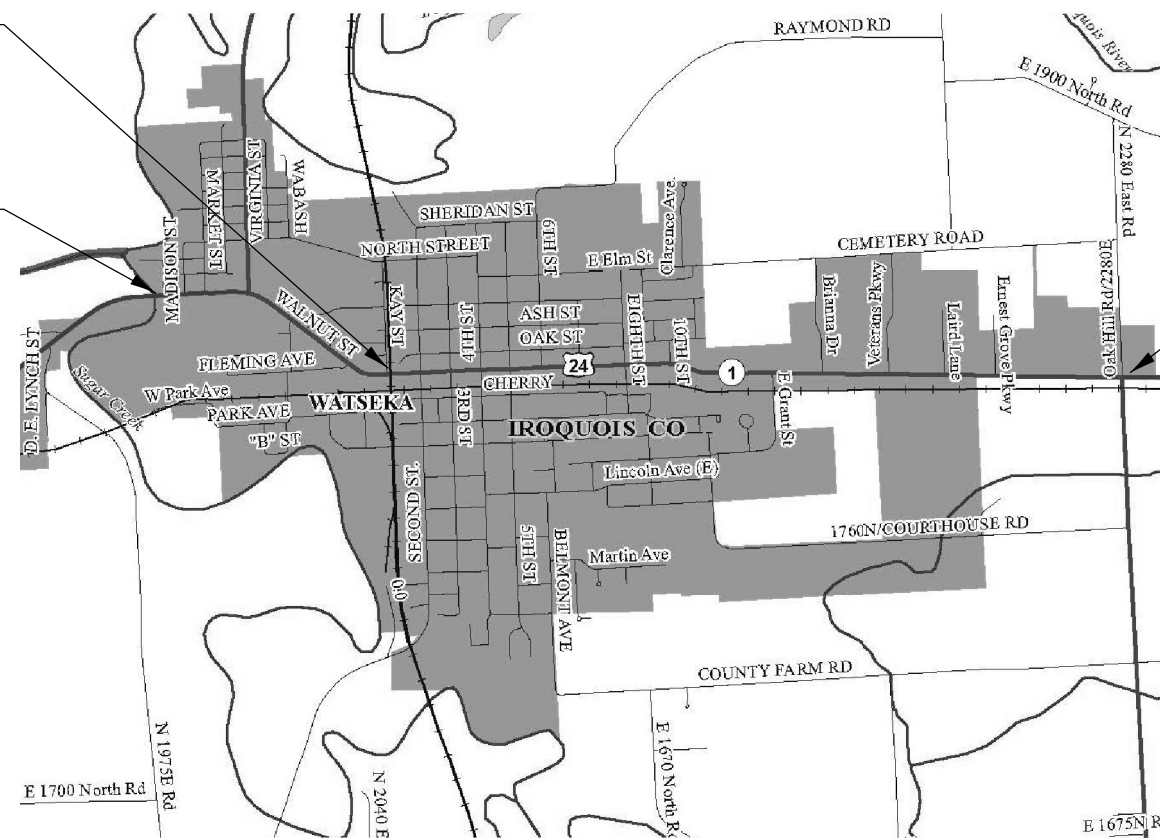 RAYMOND RD
Iroquois River
E 1900 North Rd
N 2280 East Rd
VIRGINIA ST
WABASH
MARKET ST
MADISON ST.
SHERIDAN ST
NORTH STREET
6TH ST
Clarence Ave.
E Elm St
CEMETERY ROAD
WALNUT ST
KAY ST
4TH ST
ASH ST
OAK ST
EIGHTH ST
10TH ST
Brianna Dr
Veterans Pkwy
Laird Lane
Ernest Grove Pkwy
D. E. LYNCH ST
FLEMING AVE
24
1
Sugar Creek
W Park Ave
CHERRY
WATSEKA
PARK AVE
3RD ST
E Grant St
"B" ST
IROQUOIS CO
Lincoln Ave (E)
SECOND ST.
1760N/COURTHOUSE RD
5TH ST
BELMONT AVE
Martin Ave
0.0
COUNTY FARM RD
N 1975E Rd
E 1670 North Rd
N 2040 E
E 1700 North Rd
E 1675N R